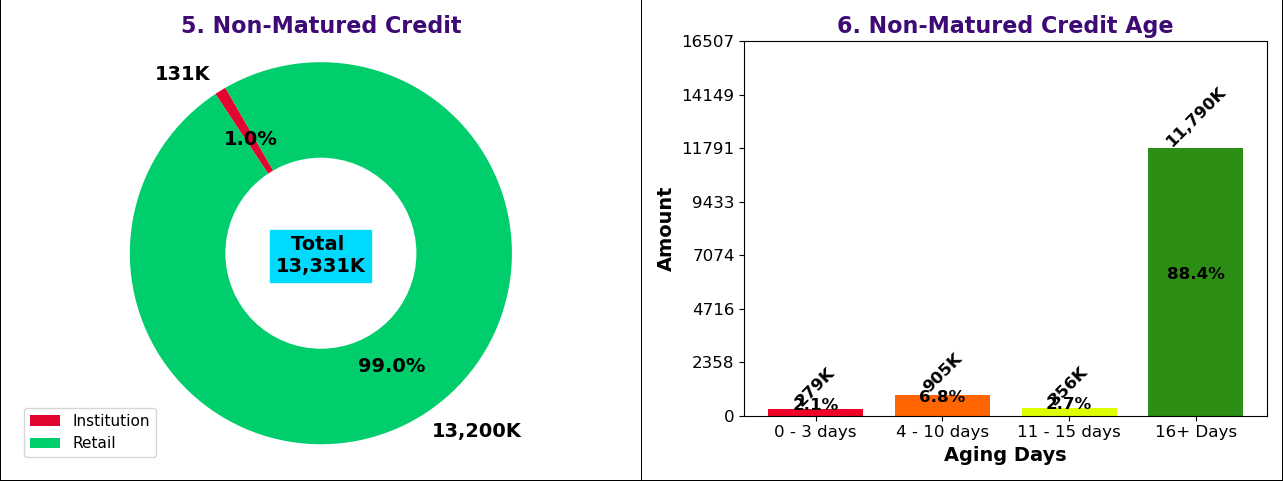 5. Non-Matured Credit
131K
1.0%
Total
13,331K
99.0%
13,200K
Institution
Retail
6. Non-Matured Credit Age
Amount
16507
14149
11791
9433
7074
4716
2358
0
279K
2.1%
905K
6.8%
356K
2.7%
11,790K
88.4%
0 - 3 days
4 - 10 days
11 - 15 days
16+ Days
Aging Days